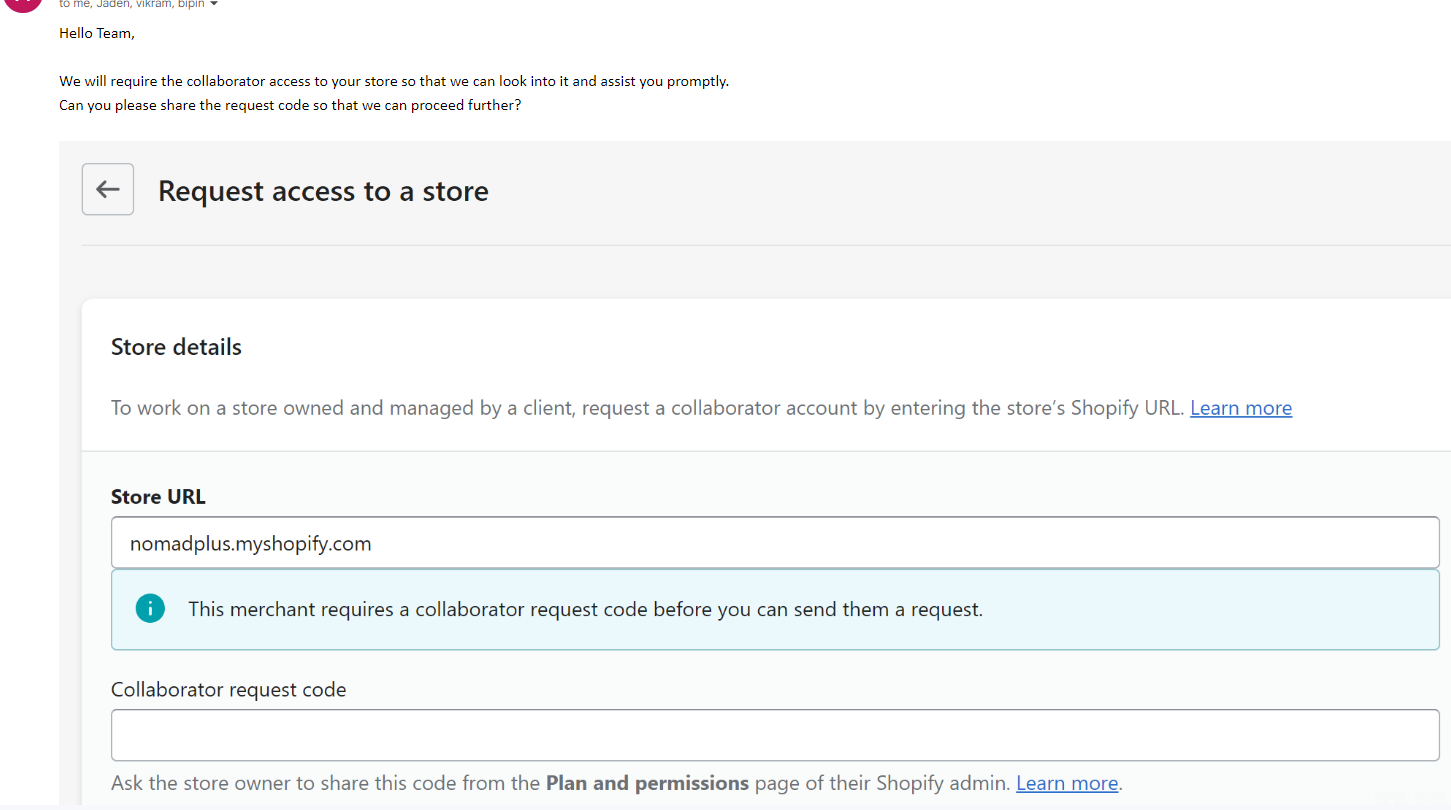 to me, Jaden, vikram, bipin
Hello Team,
We will require the collaborator access to your store so that we can look into it and assist you promptly.
Can you please share the request code so that we can proceed further?
Request access to a store
Store details
To work on a store owned and managed by a client, request a collaborator account by entering the store’s Shopify URL. Learn more
Store URL
nomadplus.myshopify.com
This merchant requires a collaborator request code before you can send them a request.
Collaborator request code
Ask the store owner to share this code from the Plan and permissions page of their Shopify admin. Learn more.